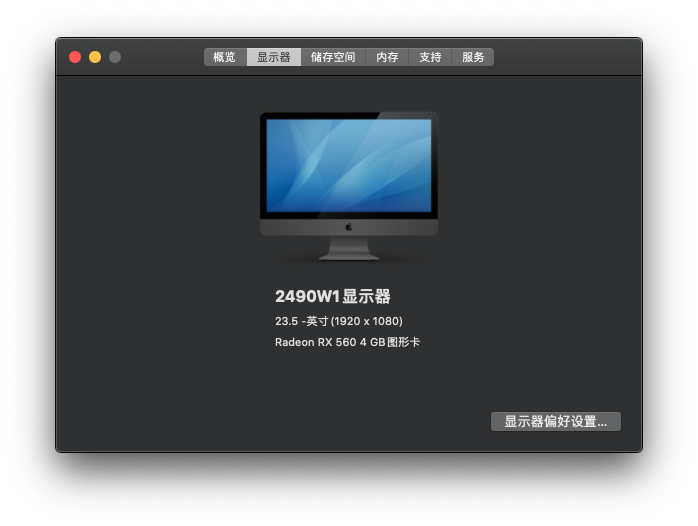 概览 显示器 储存空间 内存 支持 服务
2490W1显示器
23.5 -英寸 (1920 x 1080)
Radeon RX 560 4 GB图形卡
显示器偏好设置...